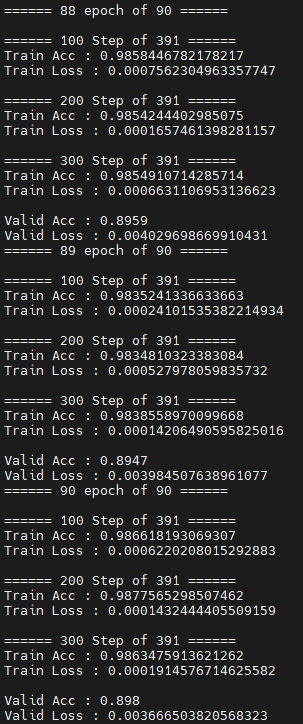 ====== 88 epoch of 90 ======
====== 100 Step of 391 ======
Train Acc : 0.9858446782178217
Train Loss : 0.0007562304963357747
====== 200 Step of 391 ======
Train Acc : 0.9854244402985075
Train Loss : 0.0001657461398281157
====== 300 Step of 391 ======
Train Acc : 0.9854910714285714
Train Loss : 0.0006631106953136623
Valid Acc : 0.8959
Valid Loss : 0.004029698669910431
====== 89 epoch of 90 ======
====== 100 Step of 391 ======
Train Acc : 0.9835241336633663
Train Loss : 0.00024101535382214934
====== 200 Step of 391 ======
Train Acc : 0.9834810323383084
Train Loss : 0.000527978059835732
====== 300 Step of 391 ======
Train Acc : 0.9838558970099668
Train Loss : 0.00014206490595825016
Valid Acc : 0.8947
Valid Loss : 0.003984507638961077
====== 90 epoch of 90 ======
====== 100 Step of 391 ======
Train Acc : 0.986618193069307
Train Loss : 0.0006220208015292883
====== 200 Step of 391 ======
Train Acc : 0.9877565298507462
Train Loss : 0.0001432444405509159
====== 300 Step of 391 ======
Train Acc : 0.9863475913621262
Train Loss : 0.0001914576714625582
Valid Acc : 0.898
Valid Loss : 0.003666503820568323